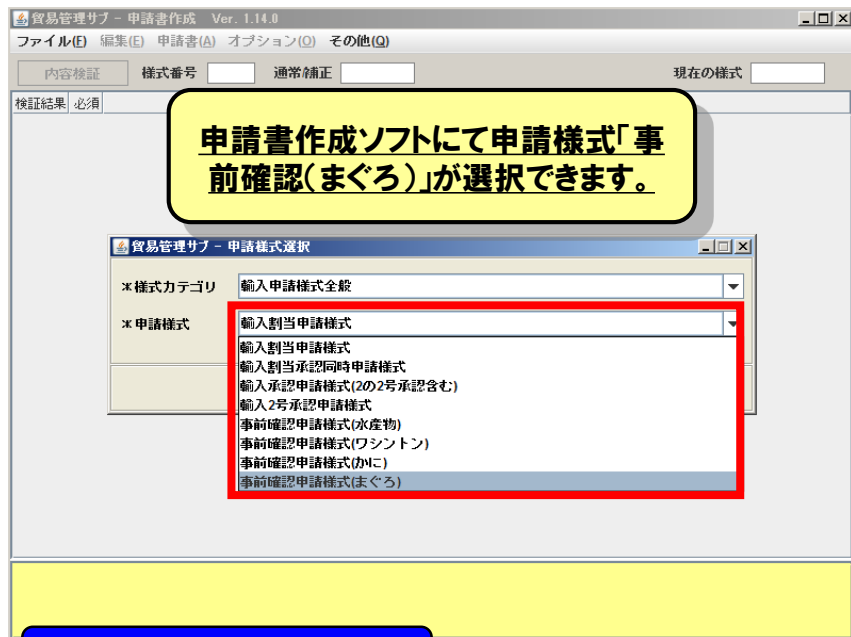 貿易管理サブ - 申請書作成 Ver. 1.14.0
ファイル(F) 編集(E) 申請書(A) オプション(O) その他(Q)
内容検証 様式番号 通常/補正 現在の様式
検証結果 必須
申請書作成ソフトにて申請様式「事
前確認（まぐろ）」が選択できます。
貿易管理サブ - 申請様式選択
*様式カテゴリ 輸入申請様式全般
*申請様式 輸入割当申請様式
輸入割当申請様式
輸入割当承認同時申請様式
輸入承認申請様式(2の2号承認含む)
輸入2号承認申請様式
事前確認申請様式(水産物)
事前確認申請様式(ワシントン)
事前確認申請様式(かに)
事前確認申請様式(まぐろ)